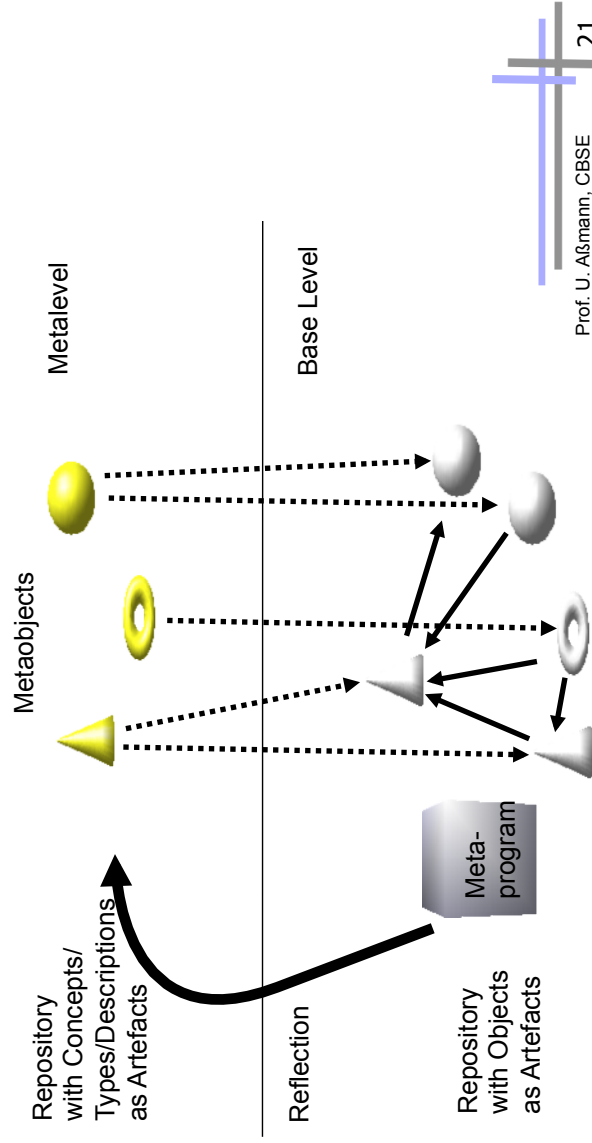 Metaobjects
Repository
with Concepts/
Types/Descriptions
as Artefacts
Metalevel
Reflection
Base Level
Meta-
program
Repository
with Objects
as Artefacts
Prof. U. Aßmann, CBSE
21